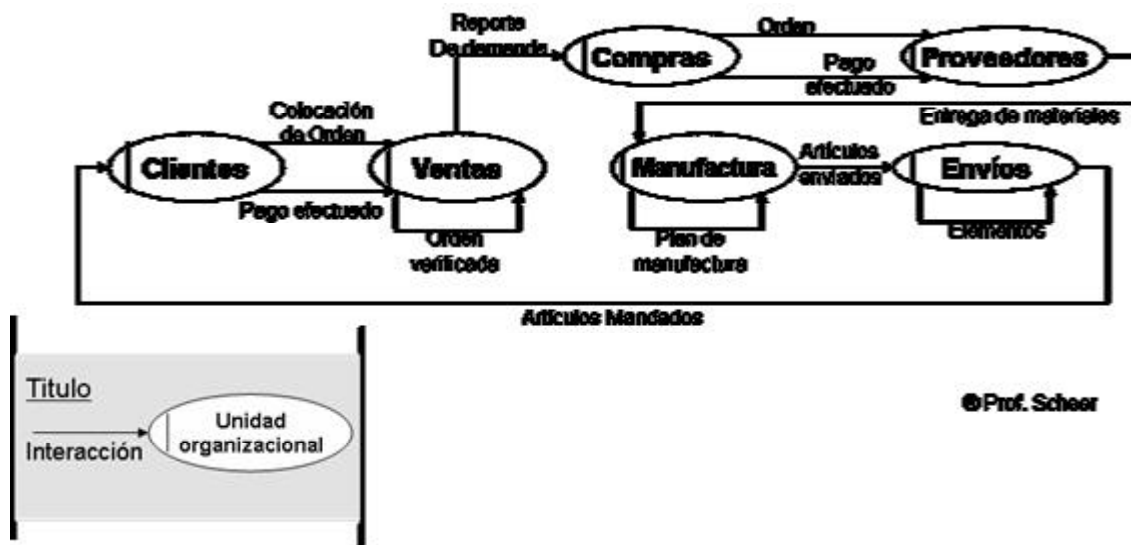 Reporte
De demanda
Orden
Compras
Proveedores
Pago
efectuado
Colocación
de Orden
Entrega de materiales
Clientes
Ventas
Manufactura
Artículos
enviados
Envíos
Pago efectuado
Orden
verificada
Plan de
manufactura
Elementos
Artículos Mandados
Titulo
Unidad
organizacional
Interacción
® Prof. Scheer